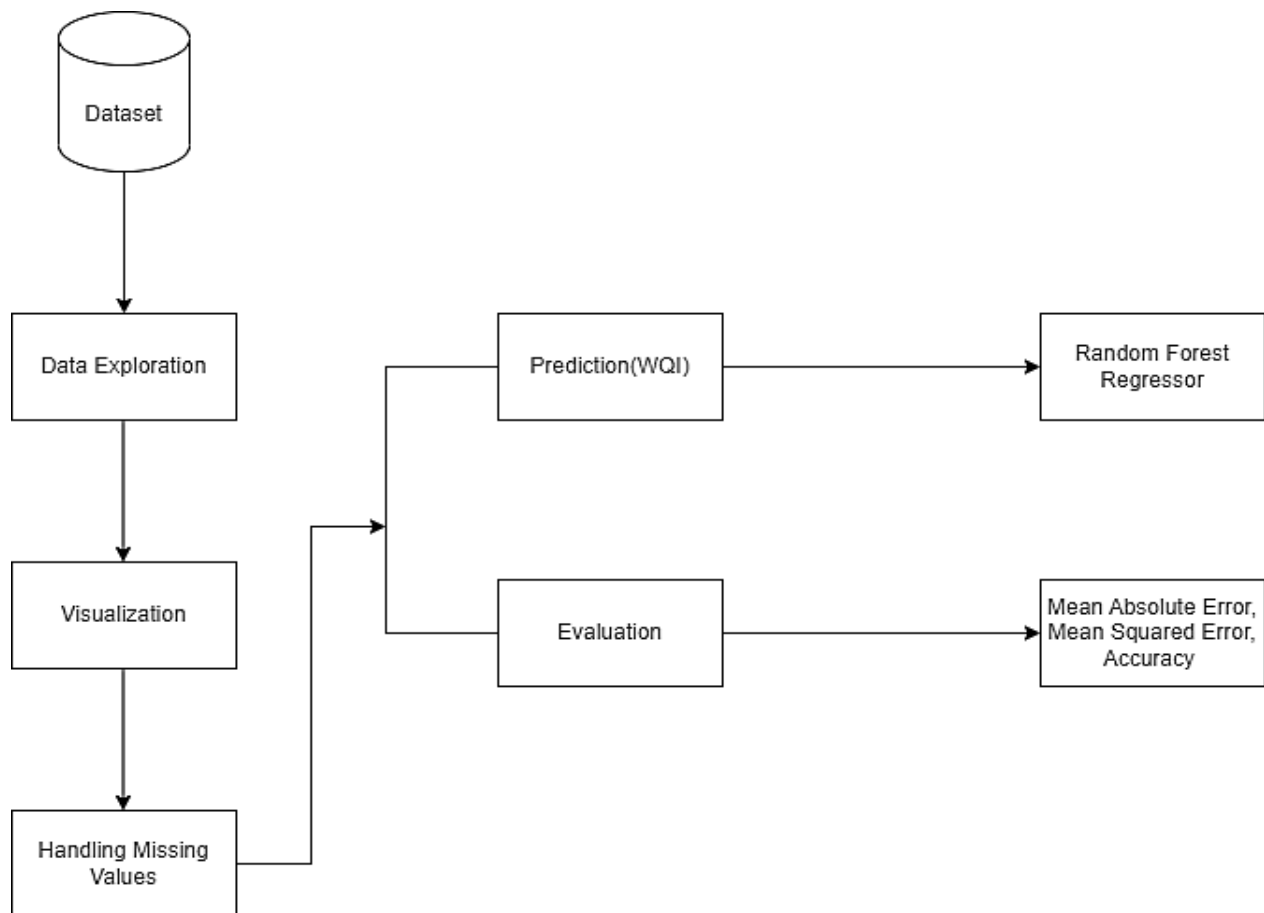 Dataset
Data Exploration
Prediction(WQI)
Random Forest
Regressor
Visualization
Evaluation
Mean Absolute Error,
Mean Squared Error,
Accuracy
Handling Missing
Values